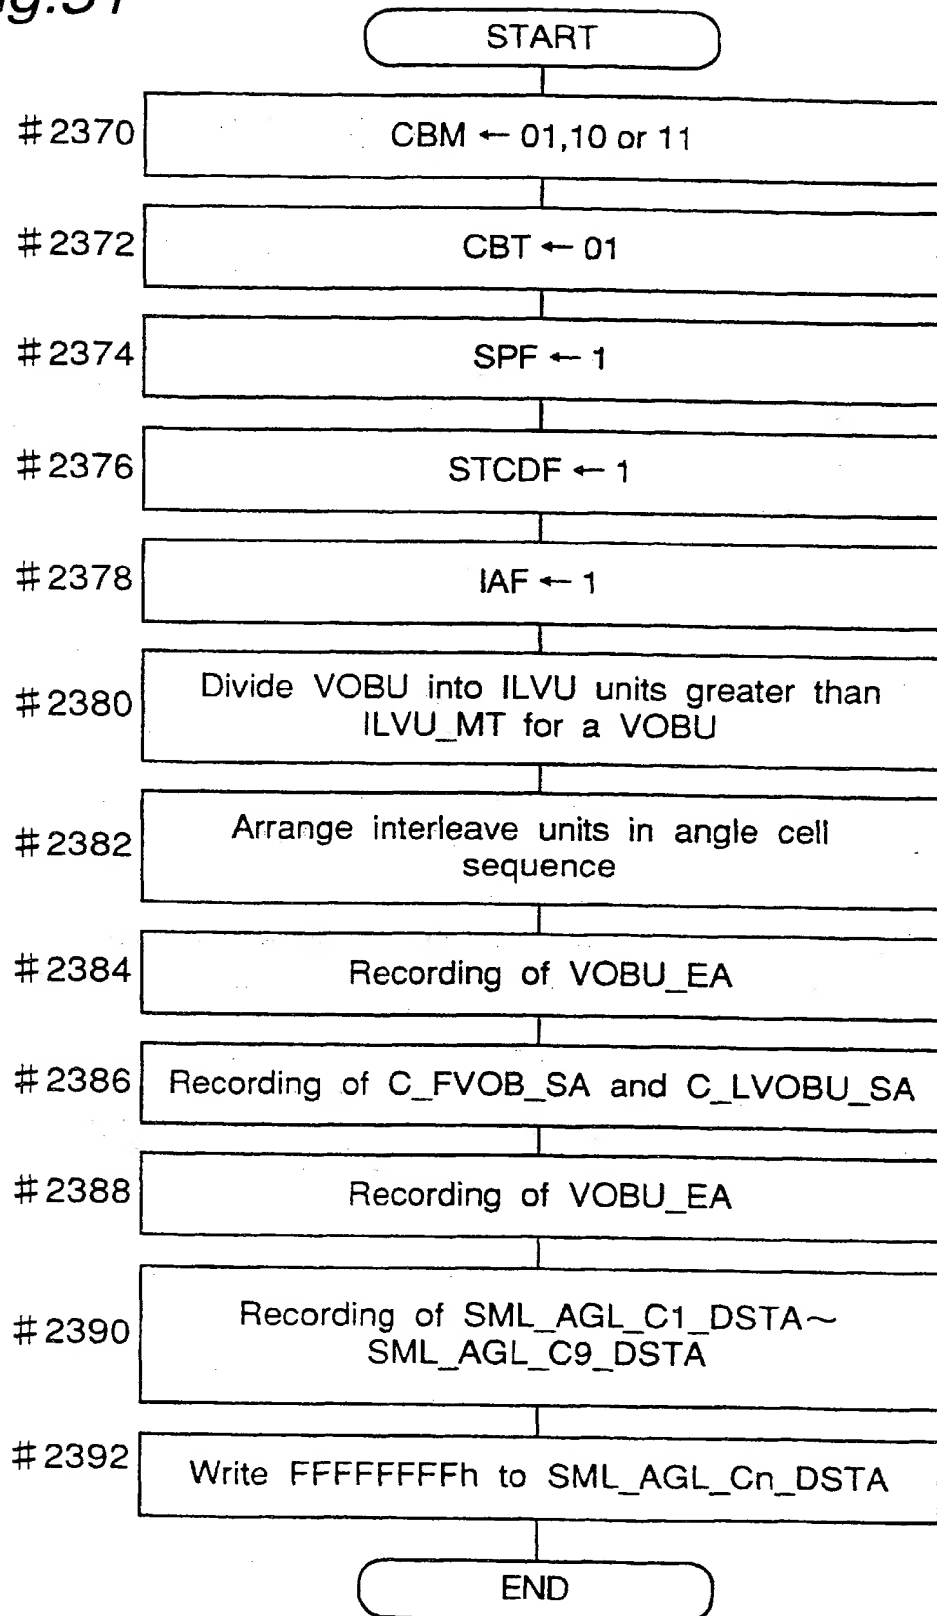 START
#2370
CBM ← 01,10 or 11
#2372
CBT ← 01
#2374
SPF ← 1
#2376
STCDF ← 1
#2378
IAF ← 1
#2380
Divide VOBU into ILVU units greater than
ILVU_MT for a VOBU
#2382
Arrange interleave units in angle cell
sequence
#2384
Recording of VOBU_EA
#2386
Recording of C_FVOB_SA and C_LVOBU_SA
#2388
Recording of VOBU_EA
#2390
Recording of SML_AGL_C1_DSTA~
SML_AGL_C9_DSTA
#2392
Write FFFFFFFFh to SML_AGL_Cn_DSTA
END